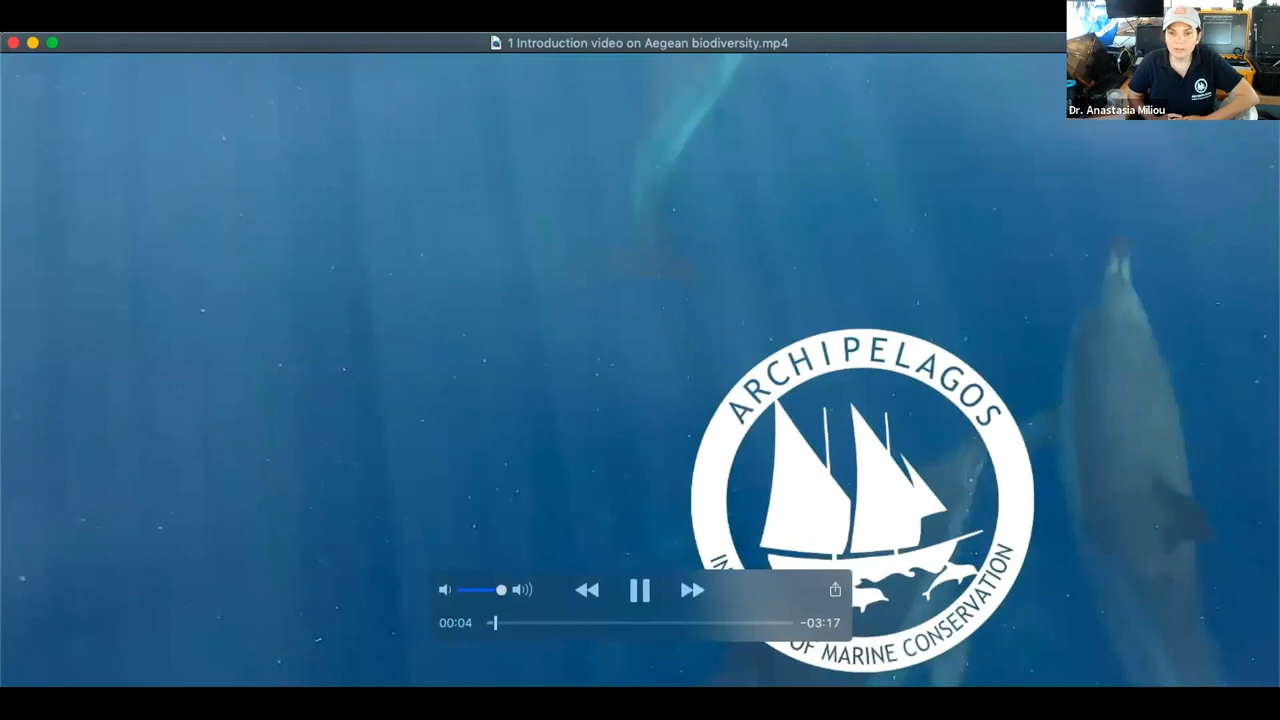 1 Introduction video on Aegean biodiversity.mp4
Dr. Anastasia Miliou
ARCHIPELAGOS
OF MARINE CONSERVATION
00:04
-03:17